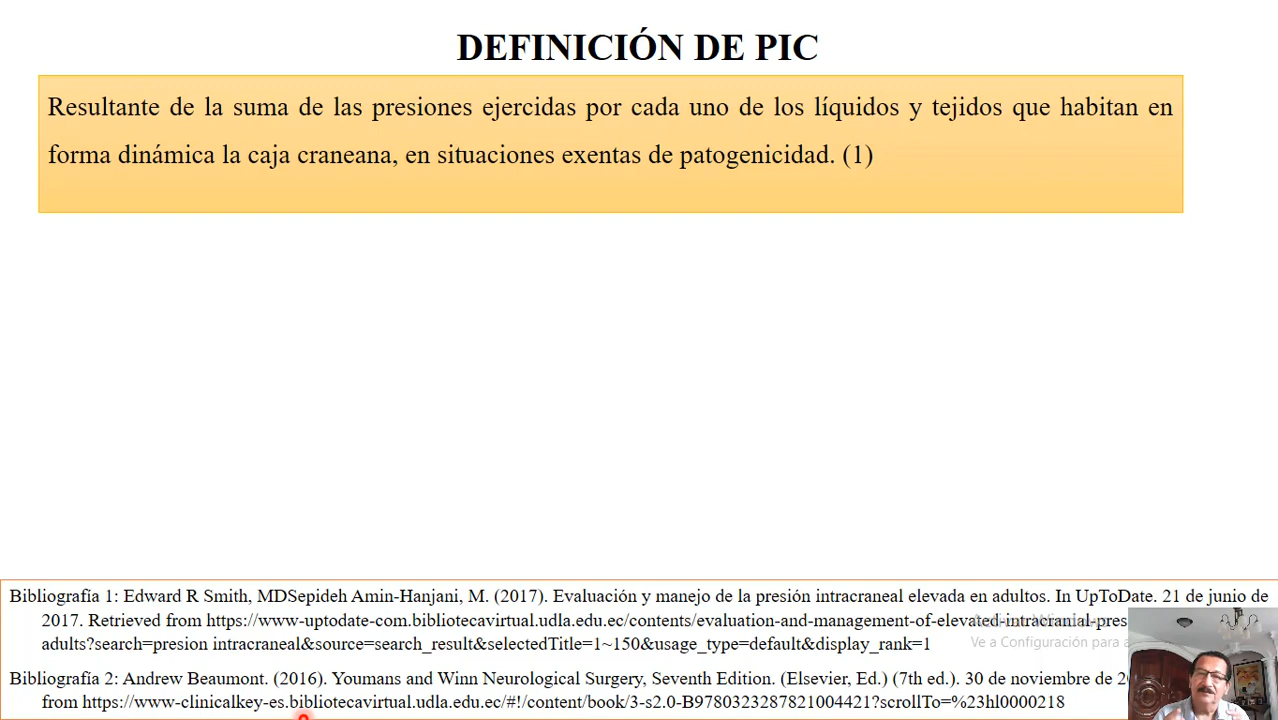 DEFINICIÓN DE PIC
Resultante de la suma de las presiones ejercidas por cada uno de los líquidos y tejidos que habitan en
forma dinámica la caja craneana, en situaciones exentas de patogenicidad. (1)
Bibliografía 1: Edward R Smith, MDSepideh Amin-Hanjani, M. (2017). Evaluación y manejo de la presión intracraneal elevada en adultos. In UpToDate. 21 de junio de
2017. Retrieved from https://www-uptodate-com.bibliotecavirtual.udla.edu.ec/contents/evaluation-and-management-of-elevated-intracranial-pres
adults?search=presion intracraneal&source=search_result&selectedTitle=1~150&usage_type=default&display_rank=1
Ve a Configuración para a
Bibliografía 2: Andrew Beaumont. (2016). Youmans and Winn Neurological Surgery, Seventh Edition. (Elsevier, Ed.) (7th ed.). 30 de noviembre de
from https://www-clinicalkey-es.bibliotecavirtual.udla.edu.ec/#!/content/book/3-s2.0-B9780323287821004421?scrollTo=%23hl0000218